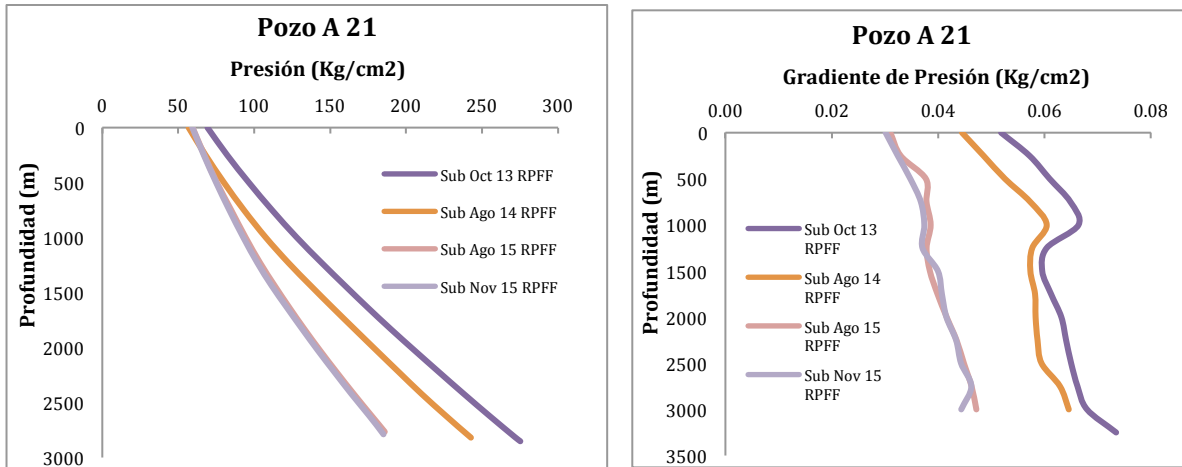 Pozo A 21
Presión (Kg/cm2)
0 50 100 150 200 250 300
Profundidad (m)
0
500
1000
1500
2000
2500
3000
Sub Oct 13 RPFF
Sub Ago 14 RPFF
Sub Ago 15 RPFF
Sub Nov 15 RPFF
Pozo A 21
Gradiente de Presión (Kg/cm2)
0.00 0.02 0.04 0.06 0.08
Profundidad (m)
0
500
1000
1500
2000
2500
3000
3500
Sub Oct 13
RPFF
Sub Ago 14
RPFF
Sub Ago 15
RPFF
Sub Nov 15
RPFF